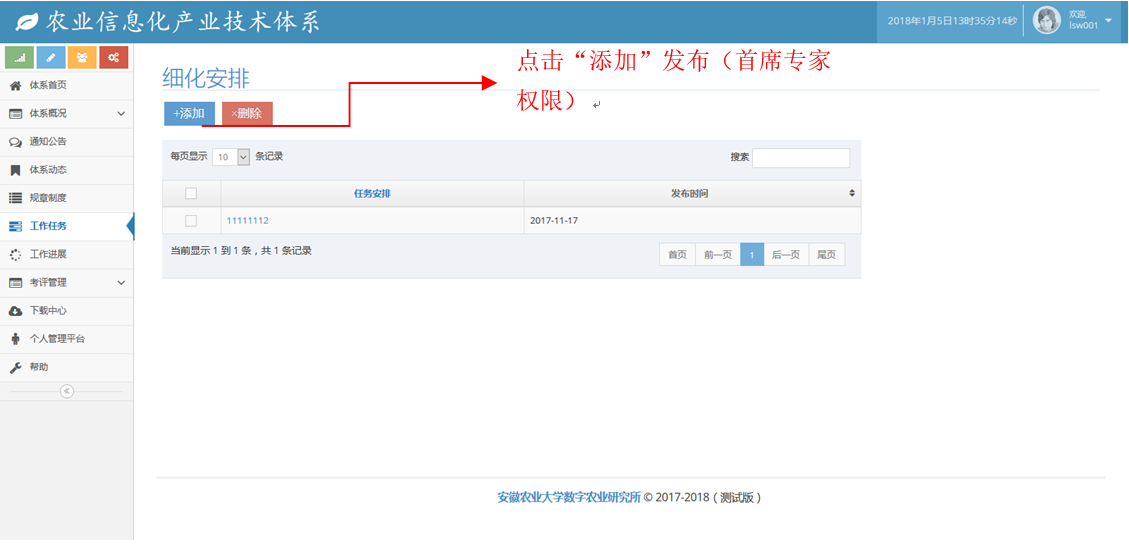 农业信息化产业技术体系
2018年1月5日13时35分14秒
欢迎,
lsw001
体系首页
体系概况
通知公告
体系动态
规章制度
工作任务
工作进展
考评管理
下载中心
个人管理平台
帮助
细化安排
点击“添加”发布（首席专家
权限）
+添加 ×删除
每页显示 10 条记录 搜索
任务安排 发布时间
11111112 2017-11-17
当前显示 1 到 1 条，共 1 条记录
首页 前一页 1 后一页 尾页
安徽农业大学数字农业研究所 © 2017-2018（测试版）